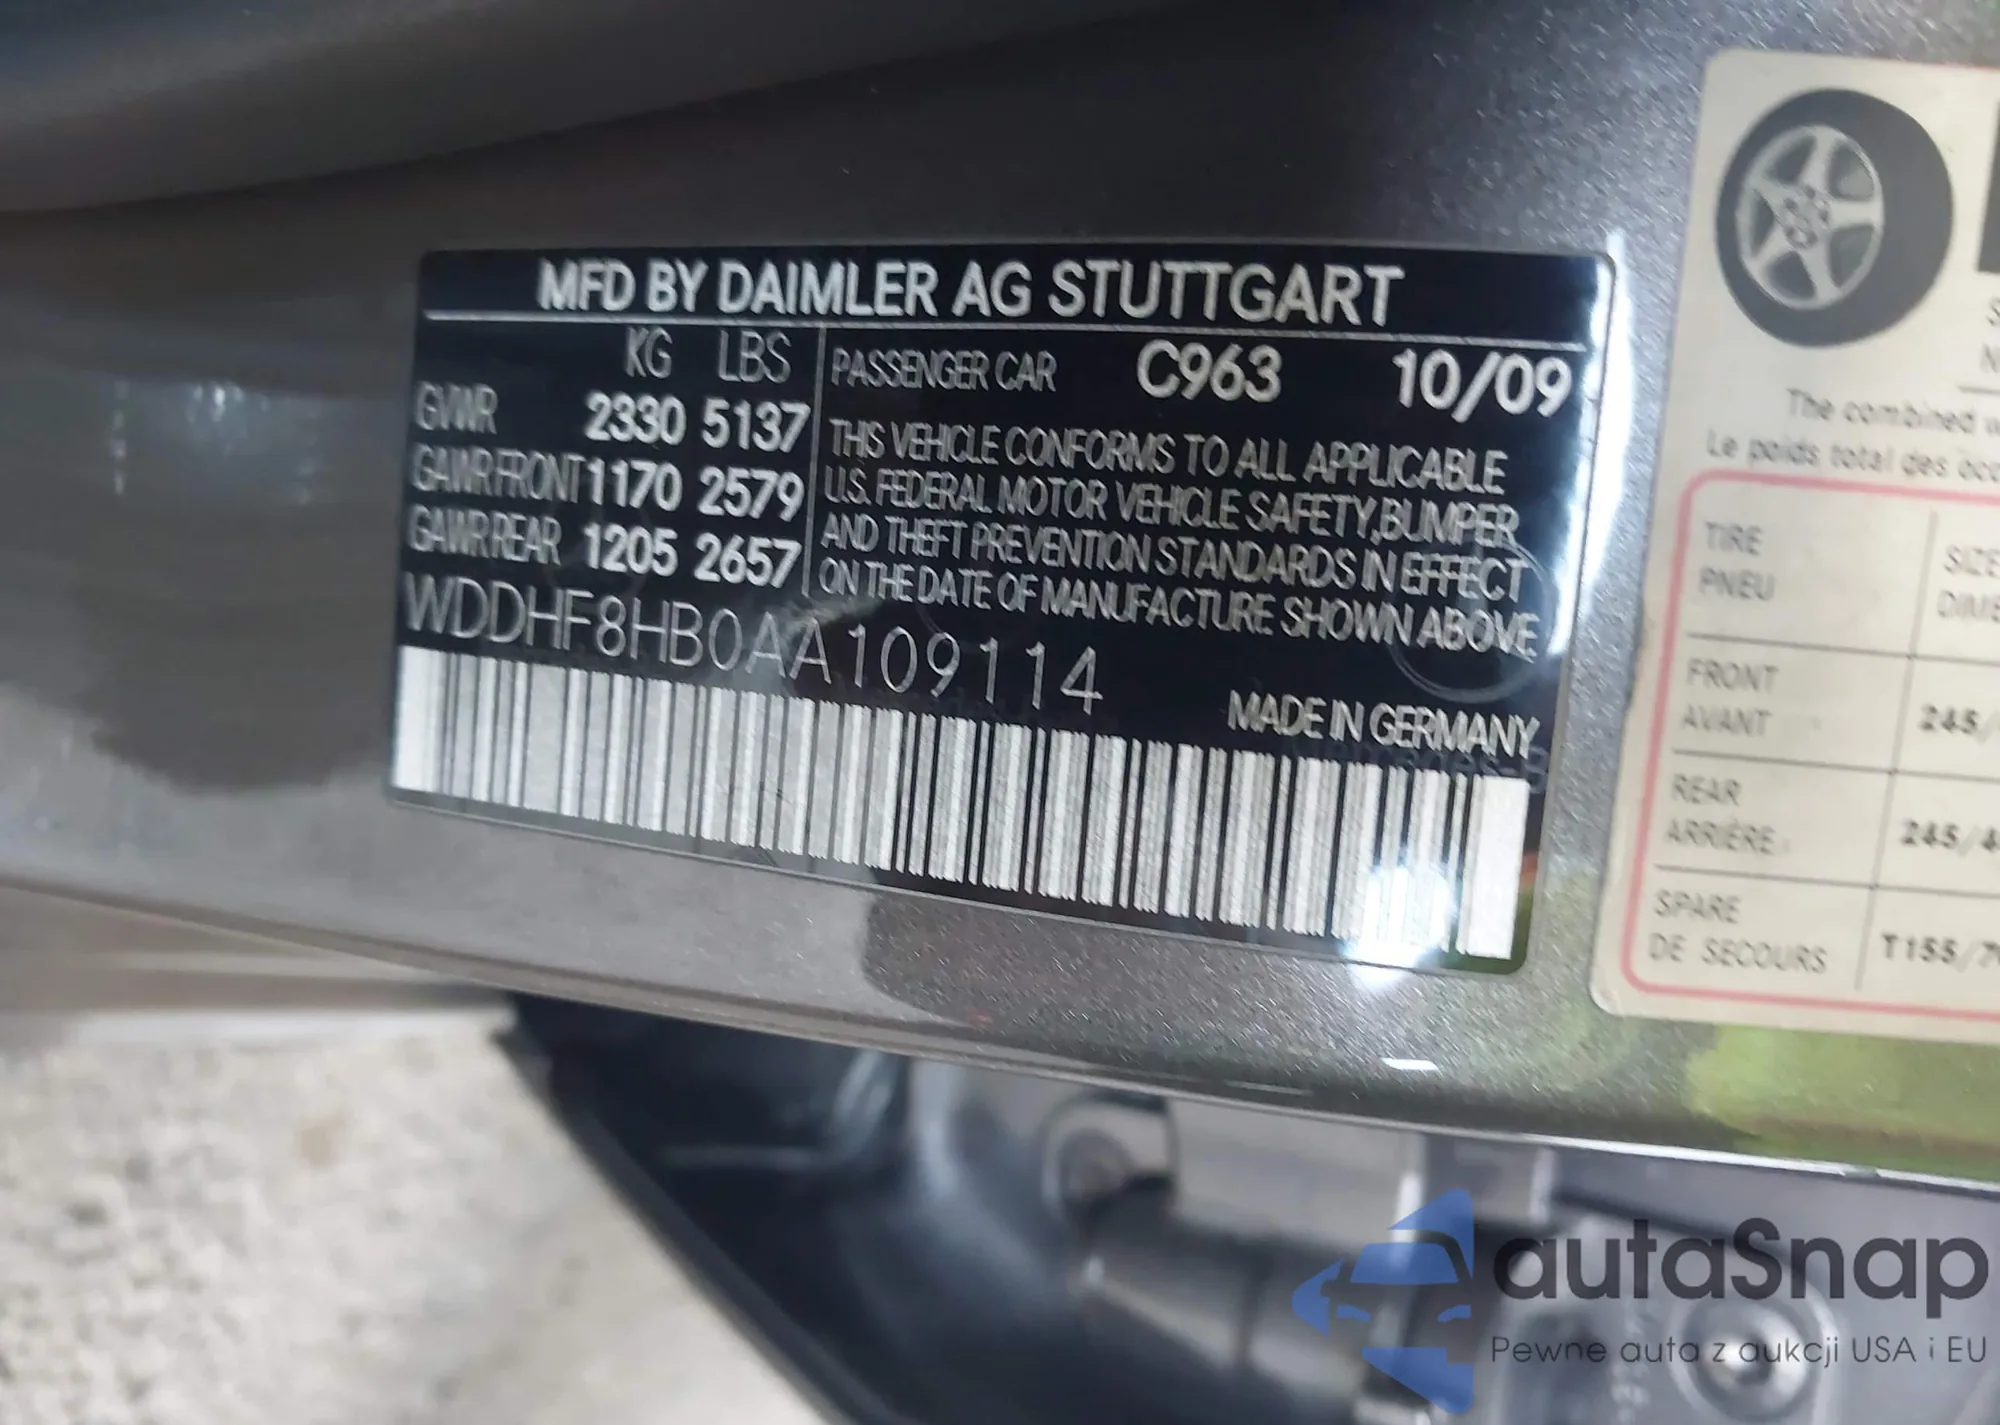 MFD BY DAIMLER AG STUTTGART
KG LBS
GVWR 2330 5137
GAWR FRONT 1170 2579
GAWR REAR 1205 2657
PASSENGER CAR C963 10/09
THIS VEHICLE CONFORMS TO ALL APPLICABLE
U.S. FEDERAL MOTOR VEHICLE SAFETY,BUMPER
AND THEFT PREVENTION STANDARDS IN EFFECT
ON THE DATE OF MANUFACTURE SHOWN ABOVE
WDDHF8HB0AA109114
MADE IN GERMANY
The combined
Le poids total des
TIRE
PNEU
FRONT
AVANT
245/
REAR
ARRIÉRE
245/4
SPARE
DE SECOURS
T155/70
autaSnap
Pewne auta z aukcji USA i EU